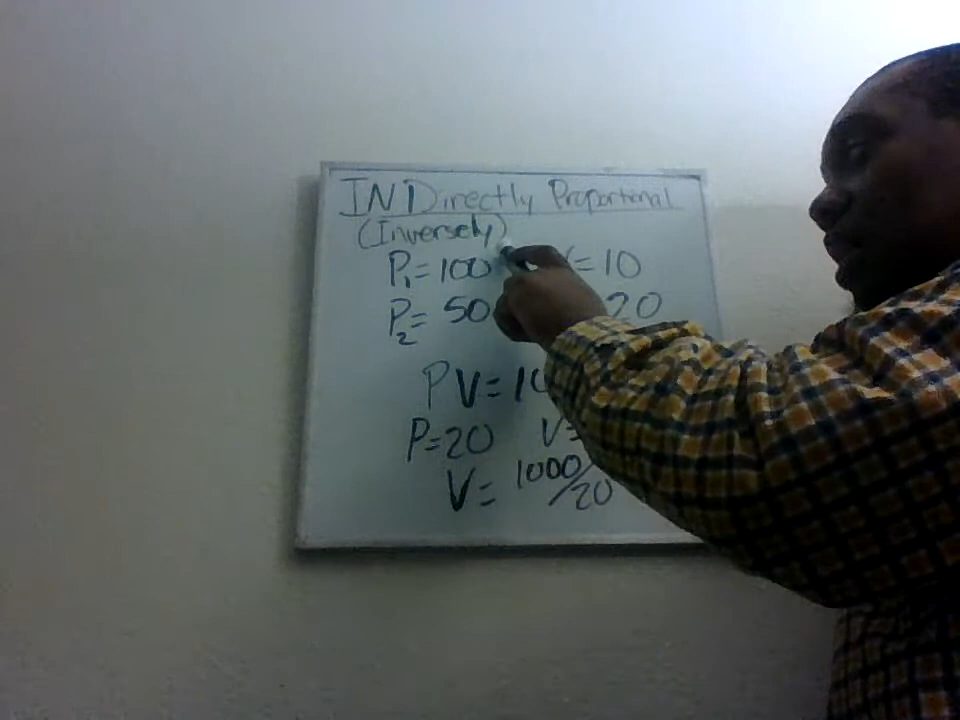 INDirectly Proportional
(Inversely)
P1=100 =10
P2=50 20
PV=10
P=20 V=
V=1000/20